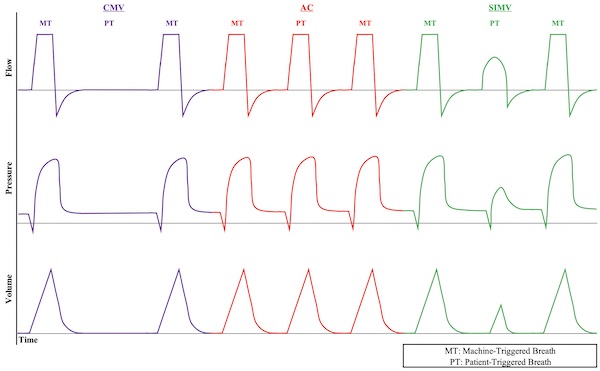 CMV AC SIMV
MT PT MT MT PT MT MT PT MT
Flow
Pressure
Volume
Time
MT: Machine-Triggered Breath
PT: Patient-Triggered Breath